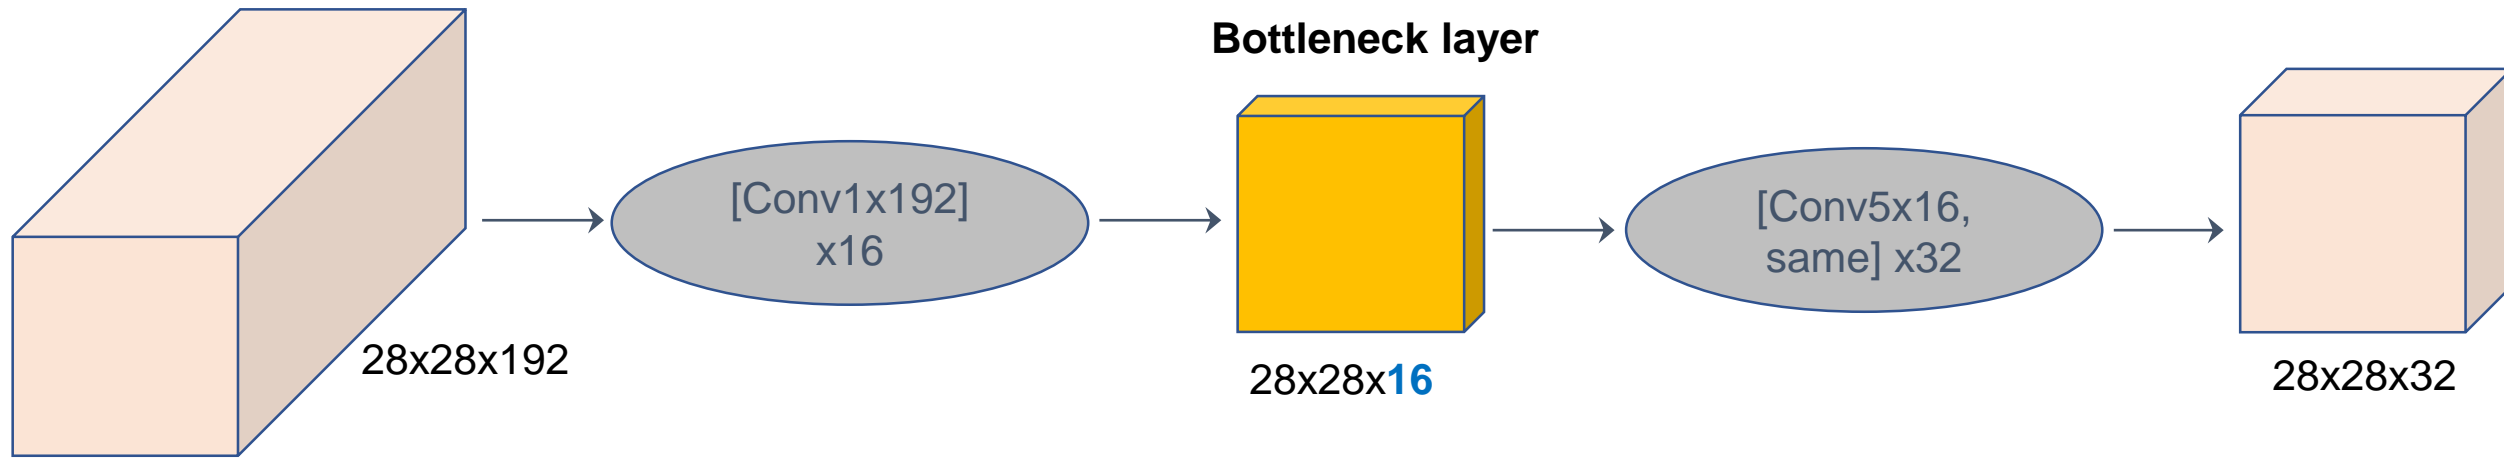 Bottleneck layer
[Conv1x192]
x16
[Conv5x16,
same] x32
28x28x192
28x28x16
28x28x32